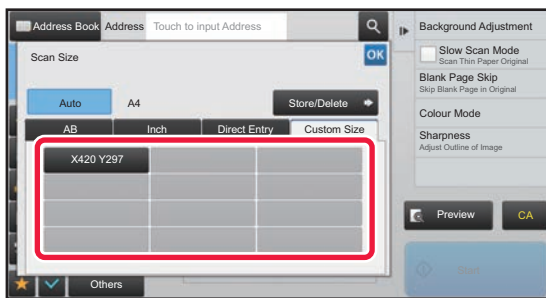 Address Book Address Touch to input Address
Background Adjustment
Scan Size
OK
Slow Scan Mode
Scan Thin Paper Original
Blank Page Skip
Skip Blank Page in Original
Auto A4 Store/Delete
Colour Mode
AB Inch Direct Entry Custom Size
Sharpness
Adjust Outline of Image
X420 Y297
Preview CA
Others